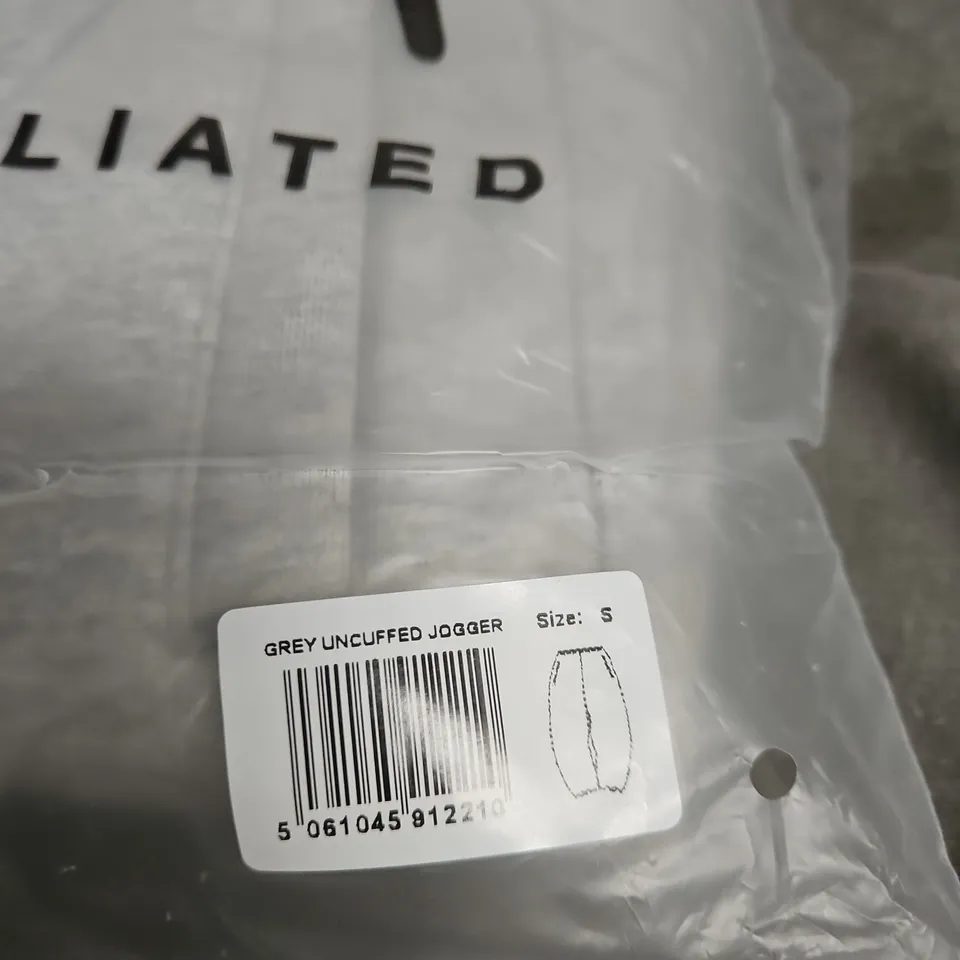 LIATED
GREY UNCUFFED JOGGER
Size: S
5 061045 912210